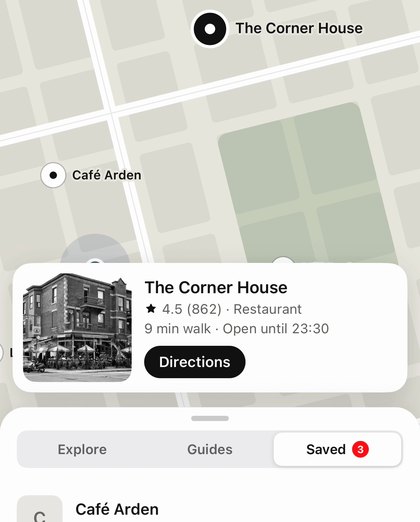 The Corner House
Café Arden
The Corner House
★ 4.5 (862) · Restaurant
9 min walk · Open until 23:30
Directions
Explore
Guides
Saved 3
C
Café Arden